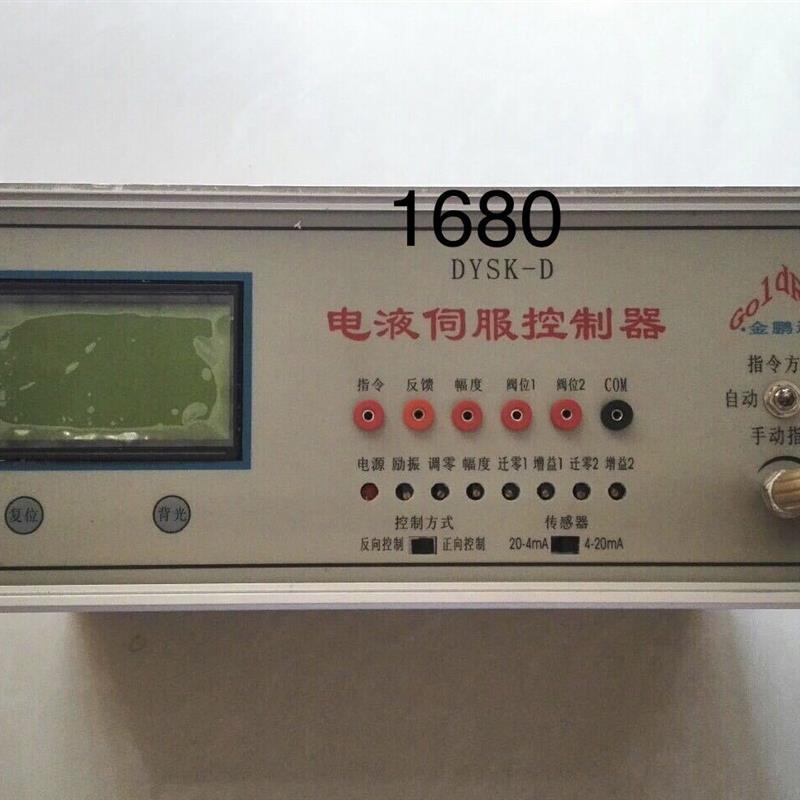 1680
DYSK-D
电液伺服控制器
指令 反馈 幅度 阀位1 阀位2 COM
电源 励振 调零 幅度 迁零1 增益1 迁零2 增益2
控制方式 传感器
反向控制 正向控制 20-4mA 4-20mA
复位 背光
Gold
金鹏
指令方
自动
手动指